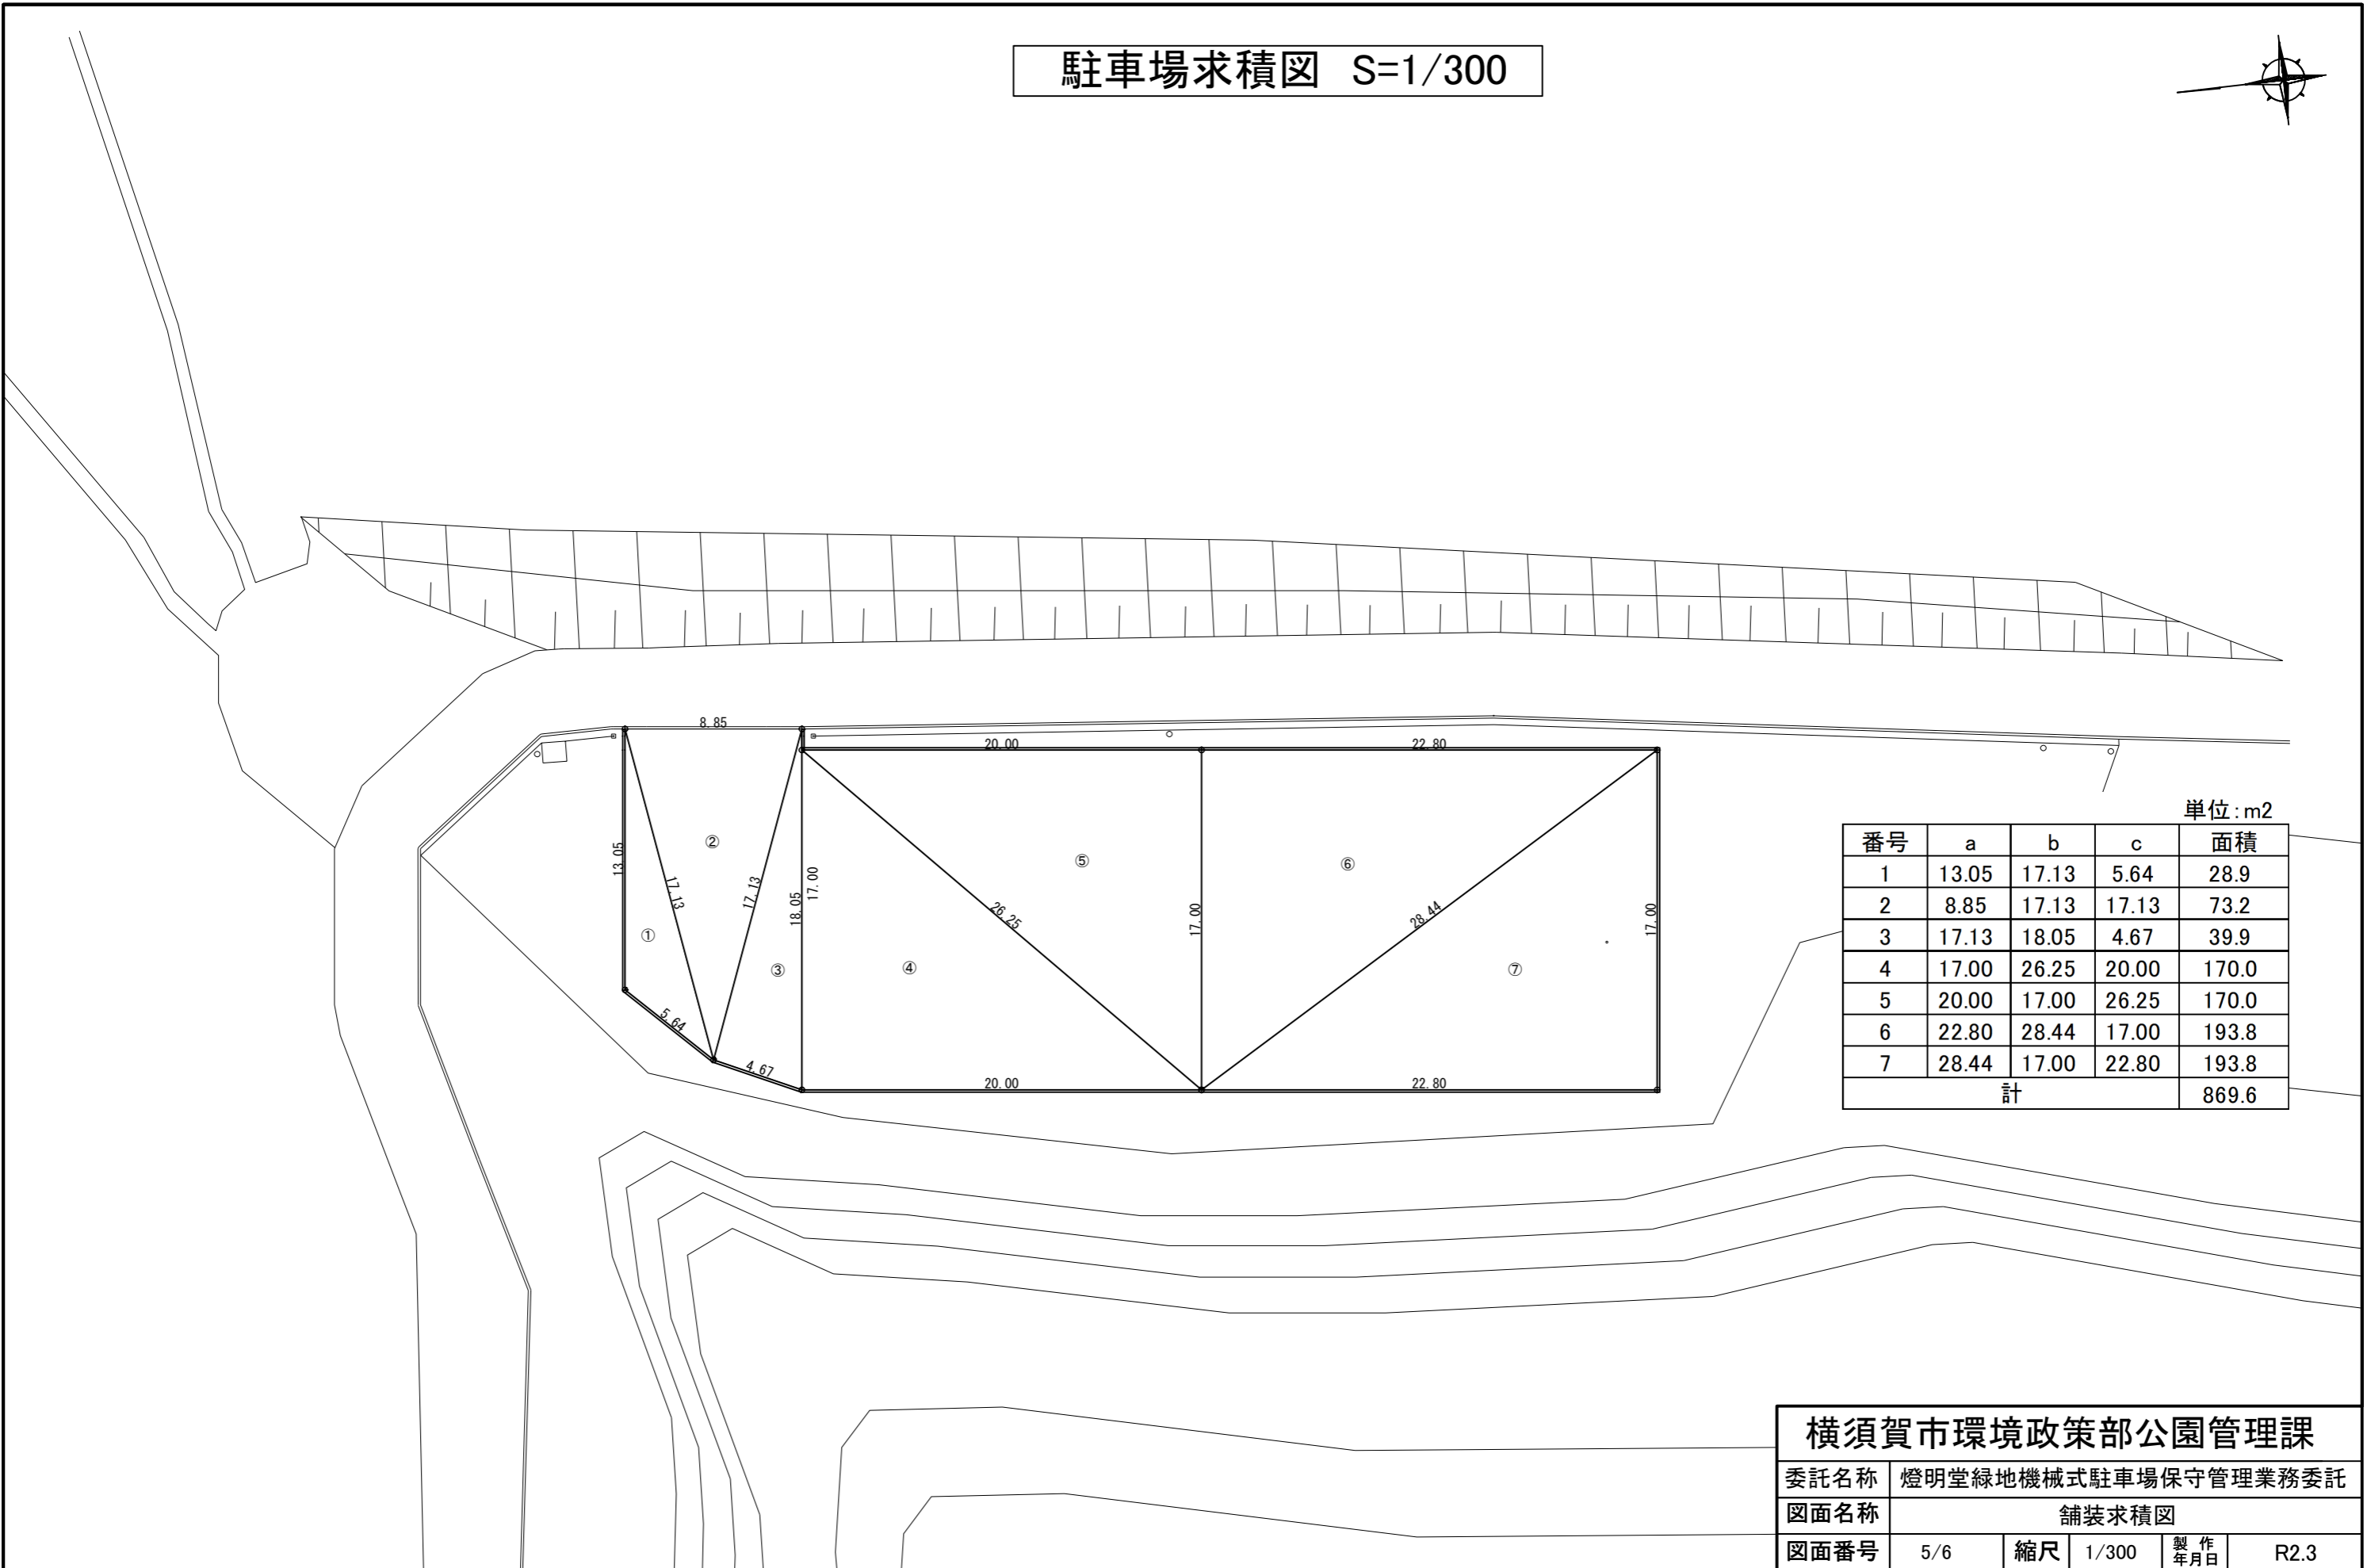 駐車場求積図 S=1/300
8.85
20.00
22.80
13.05
②
17.13
17.13
18.05
17.00
⑤
⑥
26.25
17.00
28.44
17.00
①
③
④
⑦
5.64
4.67
20.00
22.80
単位:m2
番号 a b c 面積
1 13.05 17.13 5.64 28.9
2 8.85 17.13 17.13 73.2
3 17.13 18.05 4.67 39.9
4 17.00 26.25 20.00 170.0
5 20.00 17.00 26.25 170.0
6 22.80 28.44 17.00 193.8
7 28.44 17.00 22.80 193.8
計 869.6
横須賀市環境政策部公園管理課
委託名称 燈明堂緑地機械式駐車場保守管理業務委託
図面名称 舗装求積図
図面番号 5/6 縮尺 1/300 製作年月日 R2.3